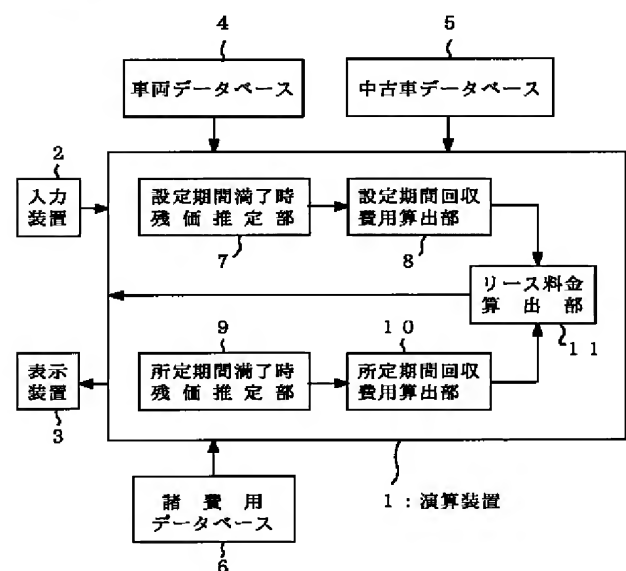 4
5
車両データベース
中古車データベース
2
入力
装置
設定期間満了時
残価推定部
7
設定期間回収
費用算出部
8
リース料金
算出部
11
9
所定期間満了時
残価推定部
10
所定期間回収
費用算出部
表示
装置
3
1:演算装置
諸費用
データベース
6